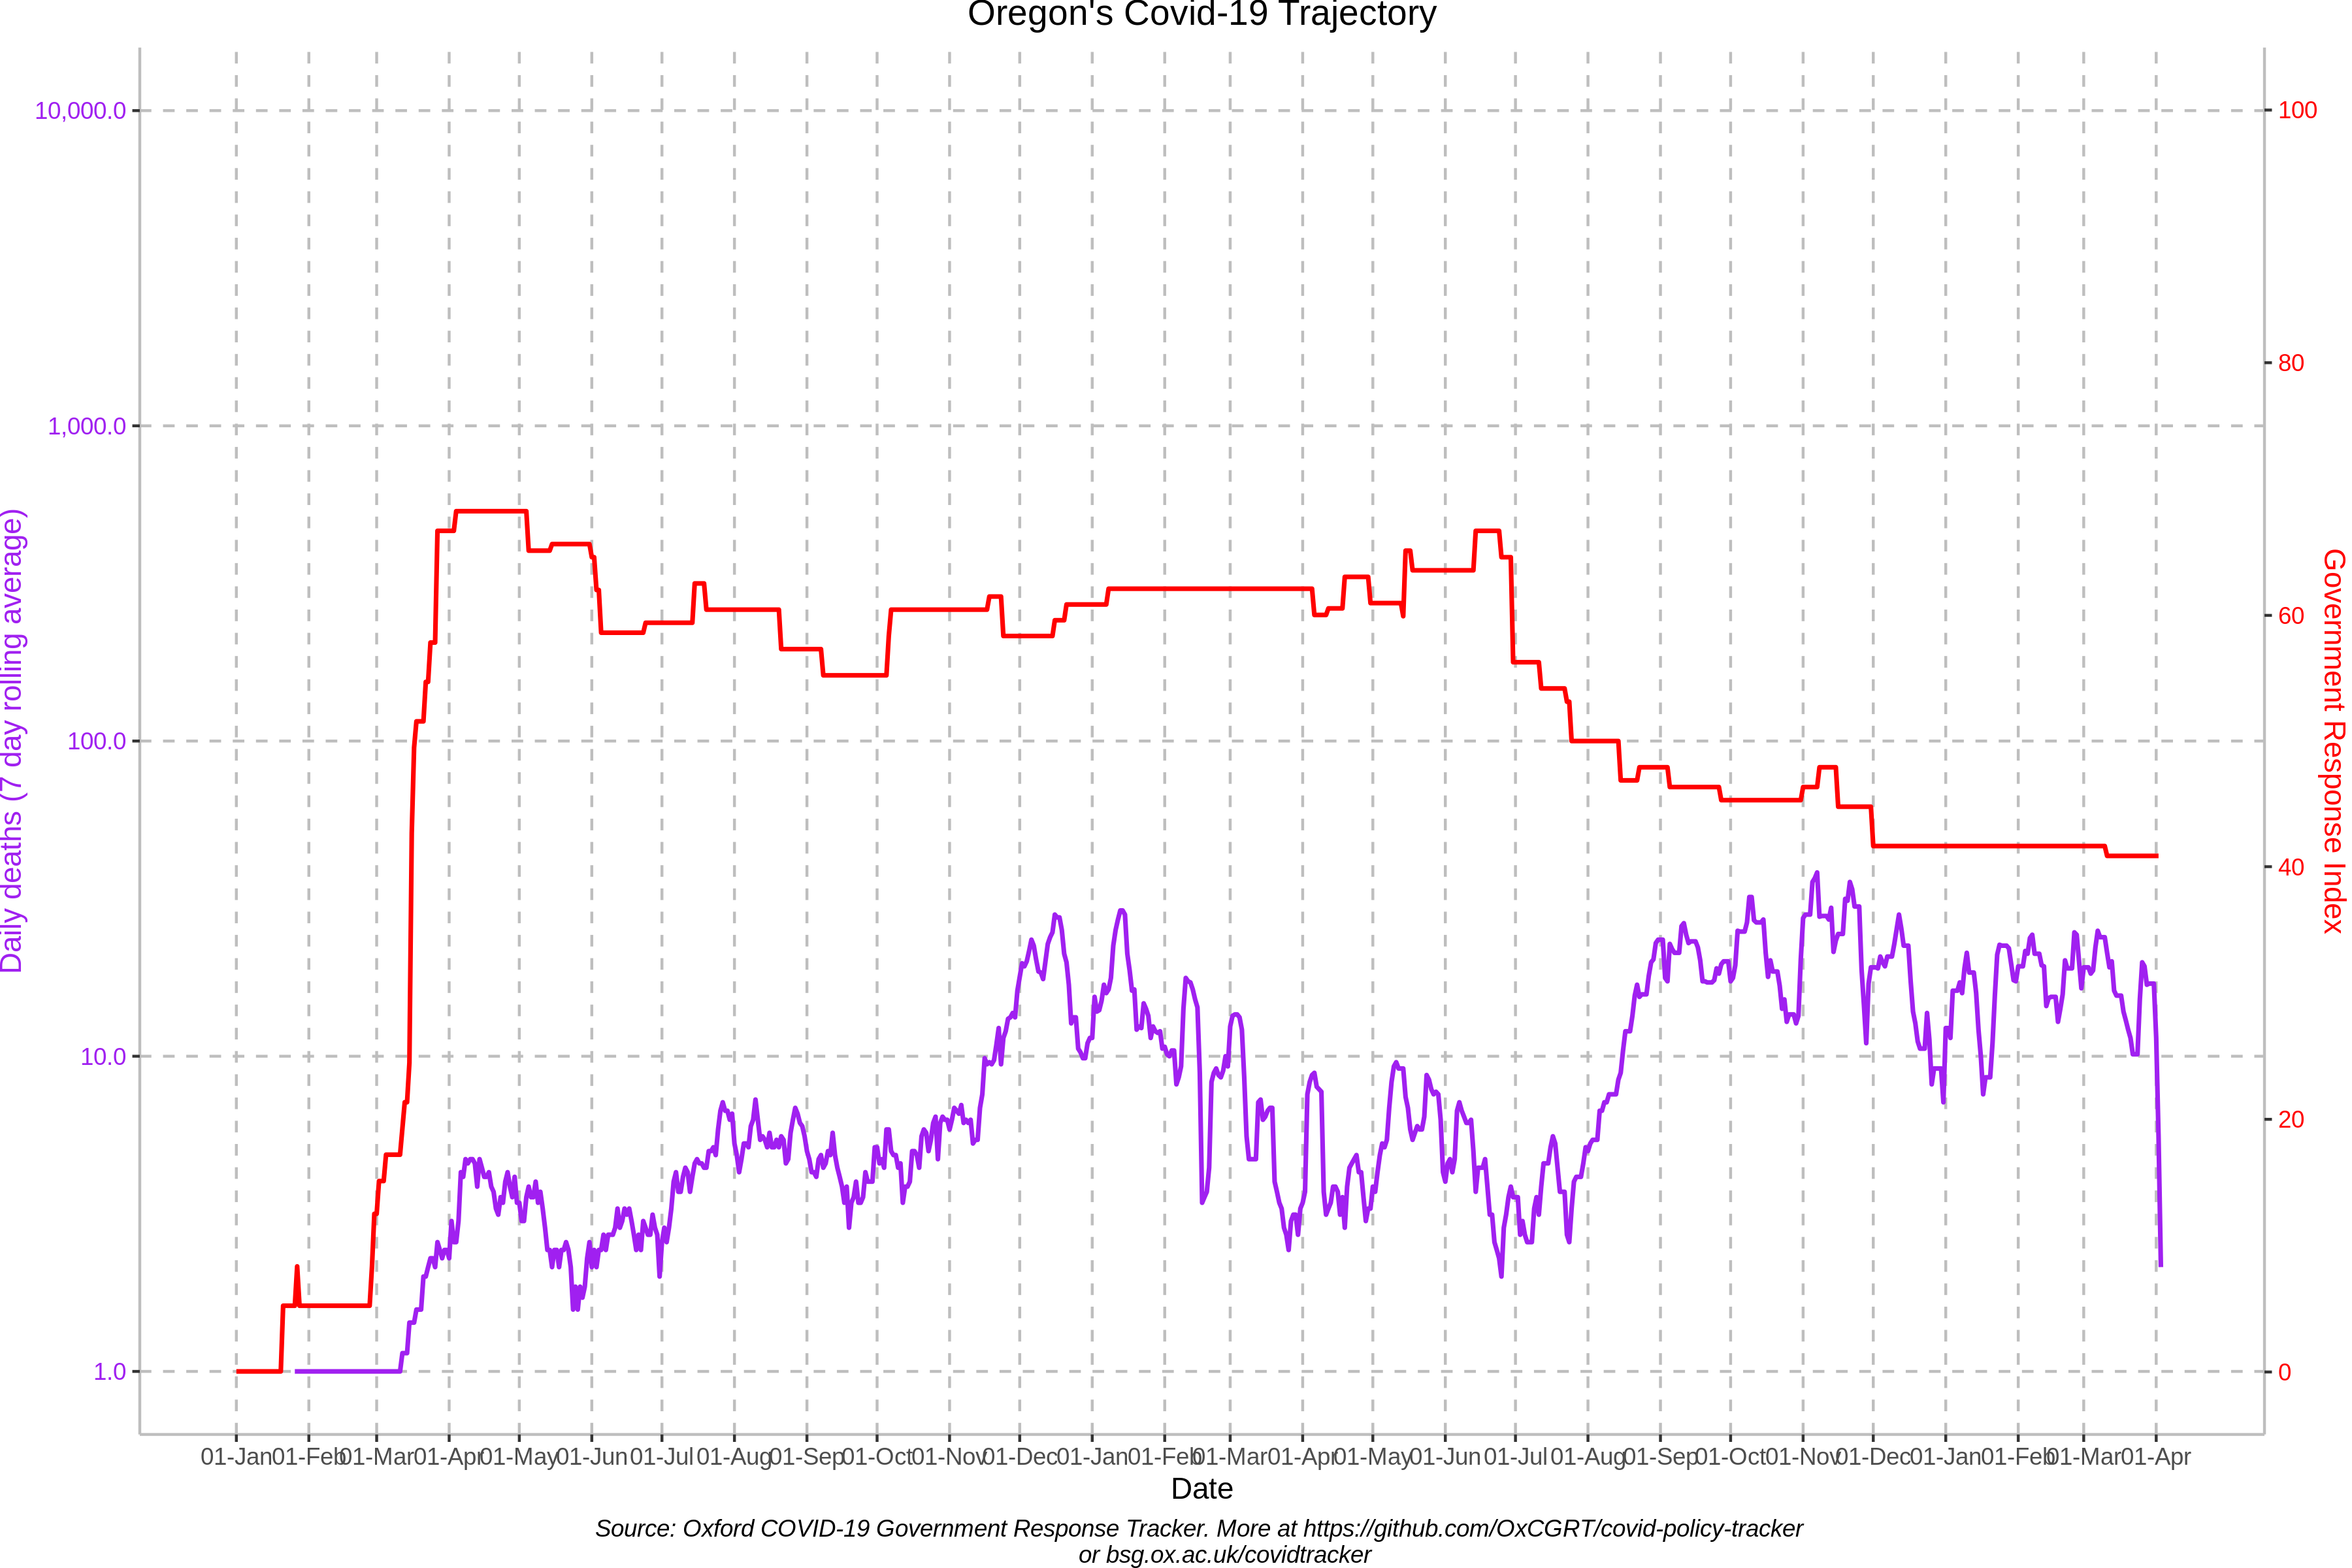 Oregon's Covid-19 Trajectory
10,000.0
1,000.0
100.0
10.0
1.0
Daily deaths (7 day rolling average)
100
80
60
40
20
0
Government Response Index
01-Jan 01-Feb 01-Mar 01-Apr 01-May 01-Jun 01-Jul 01-Aug 01-Sep 01-Oct 01-Nov 01-Dec 01-Jan 01-Feb 01-Mar 01-Apr 01-May 01-Jun 01-Jul 01-Aug 01-Sep 01-Oct 01-Nov 01-Dec 01-Jan 01-Feb 01-Mar 01-Apr
Date
Source: Oxford COVID-19 Government Response Tracker. More at https://github.com/OxCGRT/covid-policy-tracker
or bsg.ox.ac.uk/covidtracker